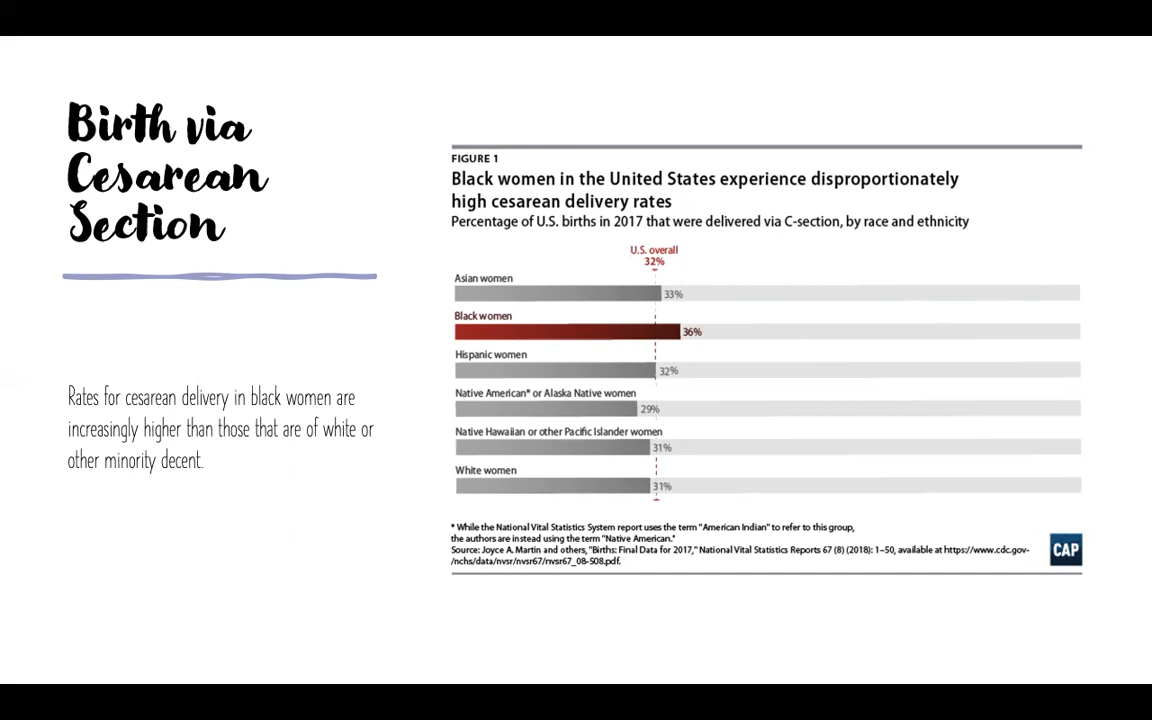 Birth via
Cesarean
Section
Rates for cesarean delivery in black women are
increasingly higher than those that are of white or
other minority decent.
FIGURE 1
Black women in the United States experience disproportionately
high cesarean delivery rates
Percentage of U.S. births in 2017 that were delivered via C-section, by race and ethnicity
U.S. overall
32%
Asian women
33%
Black women
36%
Hispanic women
32%
Native American* or Alaska Native women
29%
Native Hawaiian or other Pacific Islander women
31%
White women
31%
* While the National Vital Statistics System report uses the term "American Indian" to refer to this group,
the authors are instead using the term "Native American."
Source: Joyce A. Martin and others, "Births: Final Data for 2017," National Vital Statistics Reports 67 (8) (2018): 1–50, available at https://www.cdc.gov-
/nchs/data/nvsr/nvsr67/nvsr67_08-508.pdf.
CAP